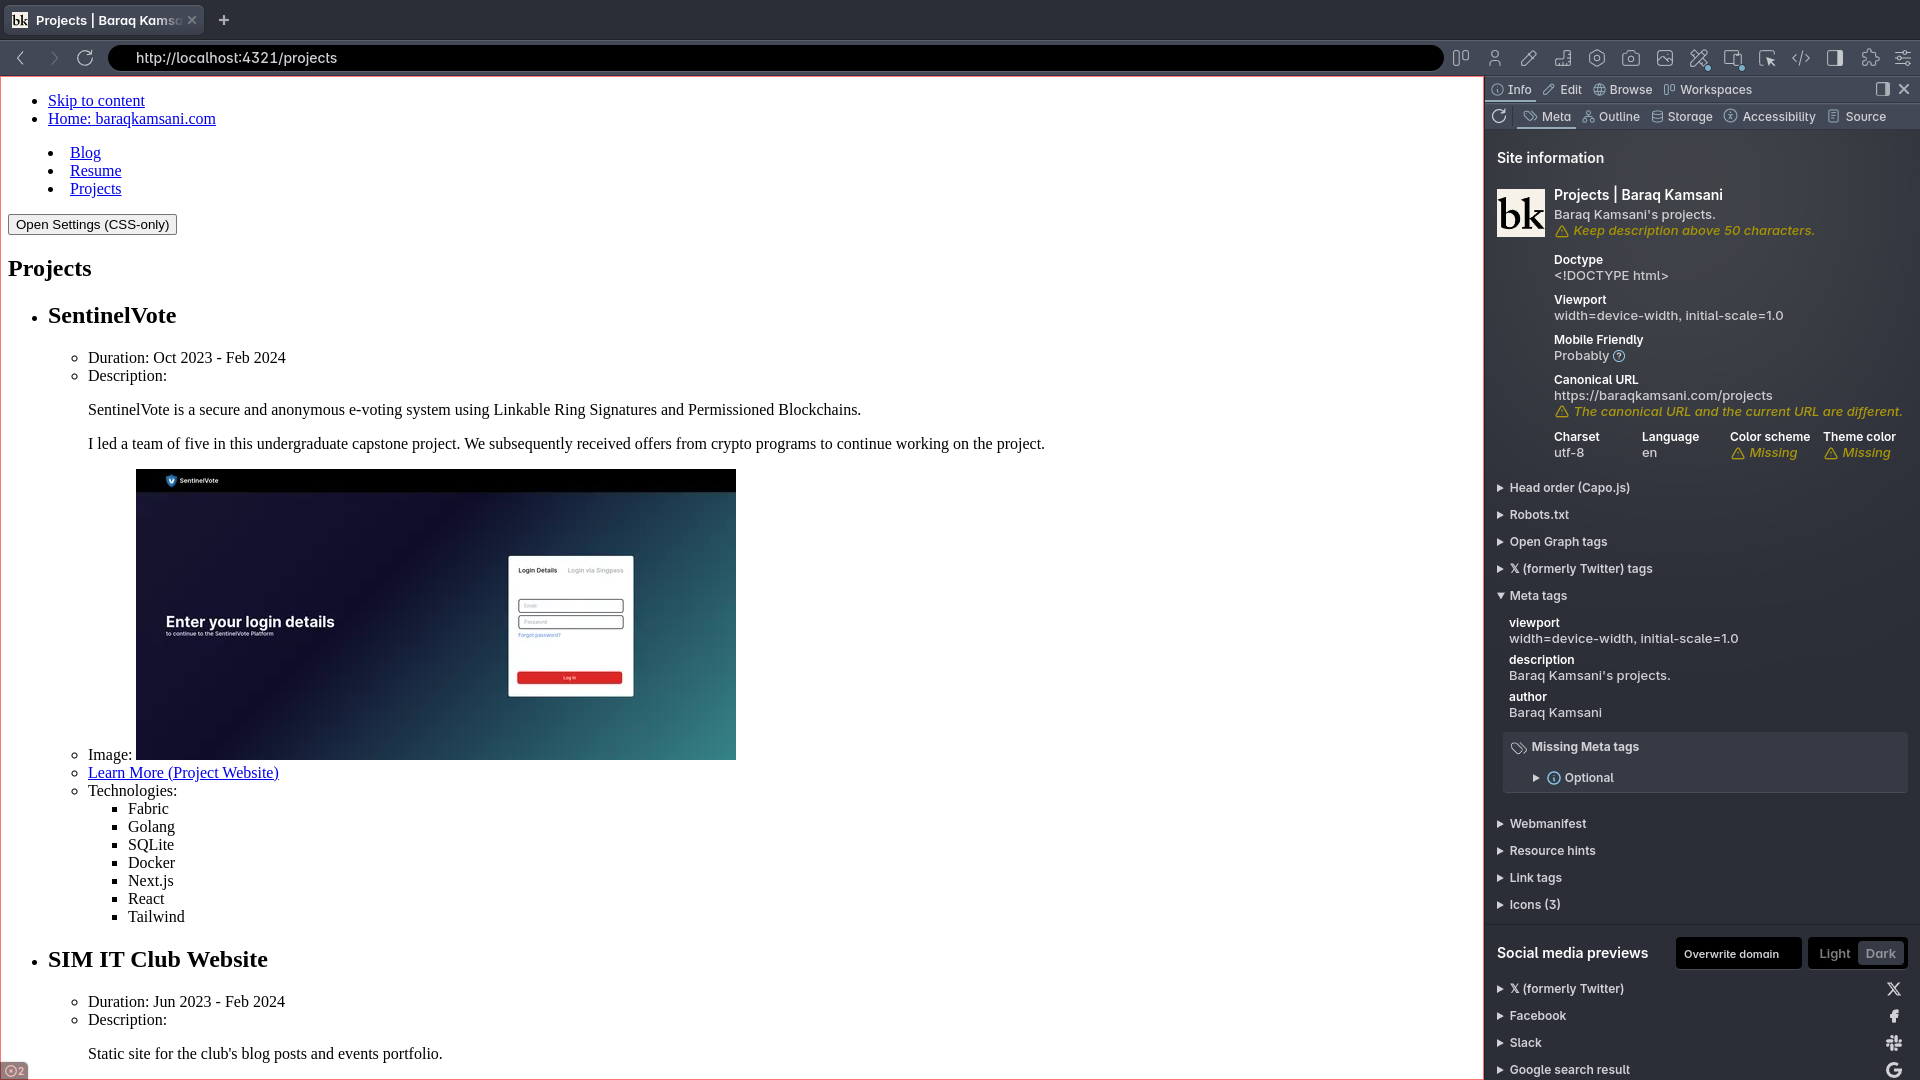 bk Projects | Baraq Kamsa
http://localhost:4321/projects
Skip to content
Home: baraqkamsani.com
Blog
Resume
Projects
Open Settings (CSS-only)
Projects
SentinelVote
Duration: Oct 2023 - Feb 2024
Description:
SentinelVote is a secure and anonymous e-voting system using Linkable Ring Signatures and Permissioned Blockchains.
I led a team of five in this undergraduate capstone project. We subsequently received offers from crypto programs to continue working on the project.
SentinelVote
Login Details Login via Singpass
Email
Enter your login details
Password
to continue to the SentinelVote Platform
Forgot password?
Log in
Image:
Learn More (Project Website)
Technologies:
Fabric
Golang
SQLite
Docker
Next.js
React
Tailwind
SIM IT Club Website
Duration: Jun 2023 - Feb 2024
Description:
Static site for the club's blog posts and events portfolio.
2
Info Edit Browse Workspaces
Meta Outline Storage Accessibility Source
Site information
bk
Projects | Baraq Kamsani
Baraq Kamsani's projects.
Keep description above 50 characters.
Doctype
<!DOCTYPE html>
Viewport
width=device-width, initial-scale=1.0
Mobile Friendly
Probably
Canonical URL
https://baraqkamsani.com/projects
The canonical URL and the current URL are different.
Charset Language Color scheme Theme color
utf-8 en Missing Missing
Head order (Capo.js)
Robots.txt
Open Graph tags
𝕏 (formerly Twitter) tags
Meta tags
viewport
width=device-width, initial-scale=1.0
description
Baraq Kamsani's projects.
author
Baraq Kamsani
Missing Meta tags
Optional
Webmanifest
Resource hints
Link tags
Icons (3)
Social media previews Overwrite domain Light Dark
𝕏 (formerly Twitter)
Facebook
Slack
Google search result